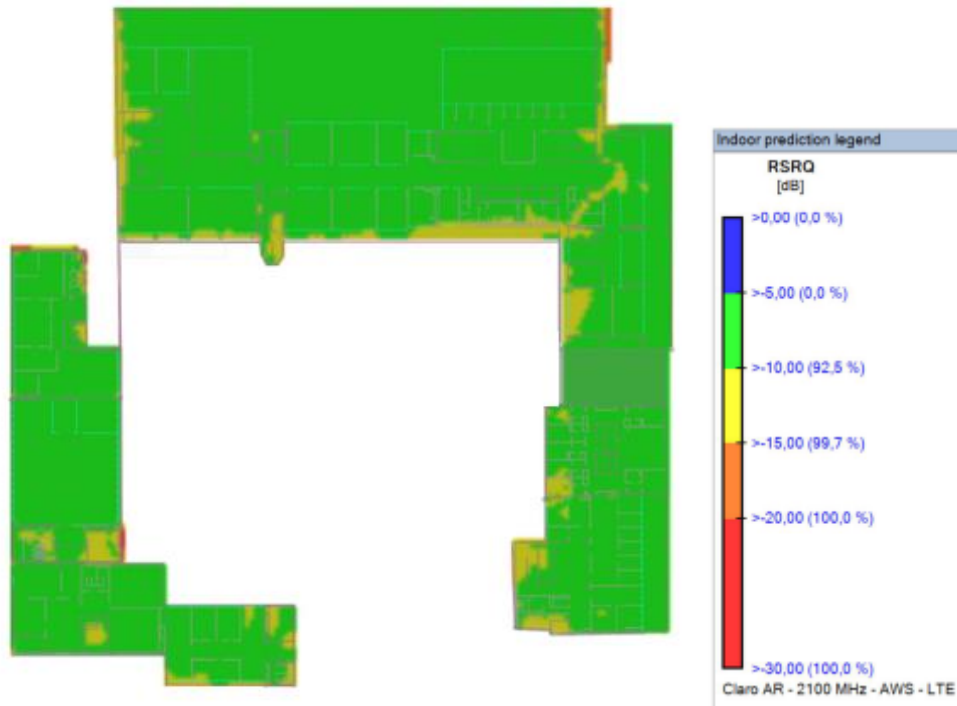 Indoor prediction legend
RSRQ
[dB]
>0,00 (0,0 %)
>-5,00 (0,0 %)
>-10,00 (92,5 %)
>-15,00 (99,7 %)
>-20,00 (100,0 %)
>-30,00 (100,0 %)
Claro AR - 2100 MHz - AWS - LTE